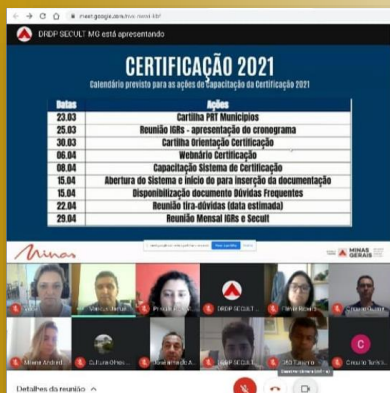 DRDP SECULT MG está apresentando
CERTIFICAÇÃO 2021
Calendário previsto para as ações de capacitação da Certificação 2021
Datas Ações
23.03 Cartilha PRT Municípios
25.03 Reunião IGRs - apresentação do cronograma
30.03 Cartilha Orientação Certificação
06.04 Webnário Certificação
08.04 Capacitação Sistema de Certificação
15.04 Abertura do Sistema e início do para inserção da documentação
15.04 Disponibilização documento Dúvidas Frequentes
22.04 Reunião tira-dúvidas (data estimada)
29.04 Reunião Mensal IGRs e Secult
Minas
MINAS GERAIS
DRDP SECULT ...
C
Detalhes da reunião